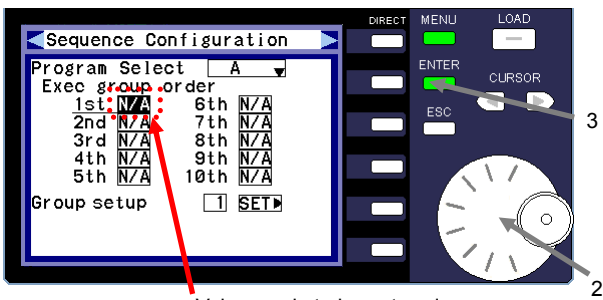 DIRECT MENU LOAD
Sequence Configuration
Program Select A
Exec group order
1st N/A 6th N/A
2nd N/A 7th N/A
3rd N/A 8th N/A
4th N/A 9th N/A
5th N/A 10th N/A
Group setup 1 SET
ENTER
CURSOR
ESC
3
2